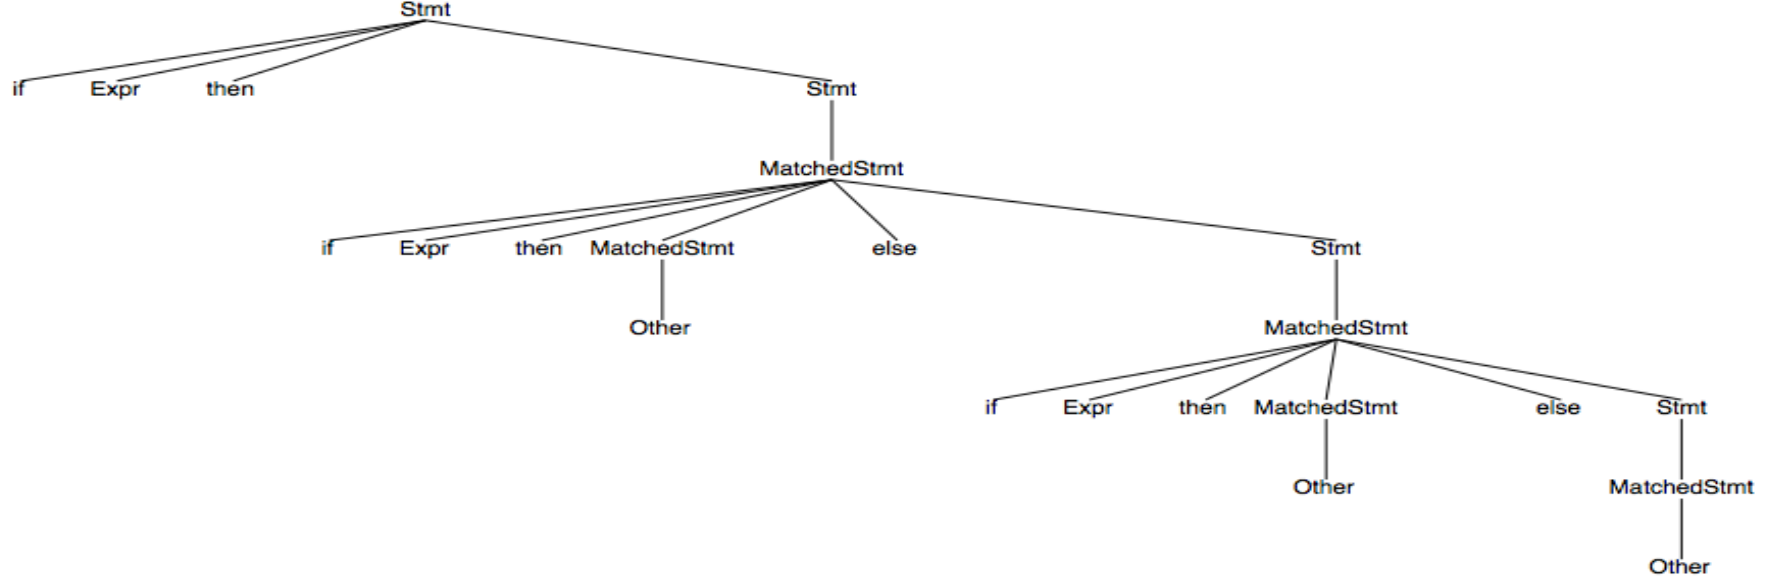 Stmt
if Expr then Stmt
MatchedStmt
if Expr then MatchedStmt else Stmt
Other MatchedStmt
if Expr then MatchedStmt else Stmt
Other MatchedStmt
Other